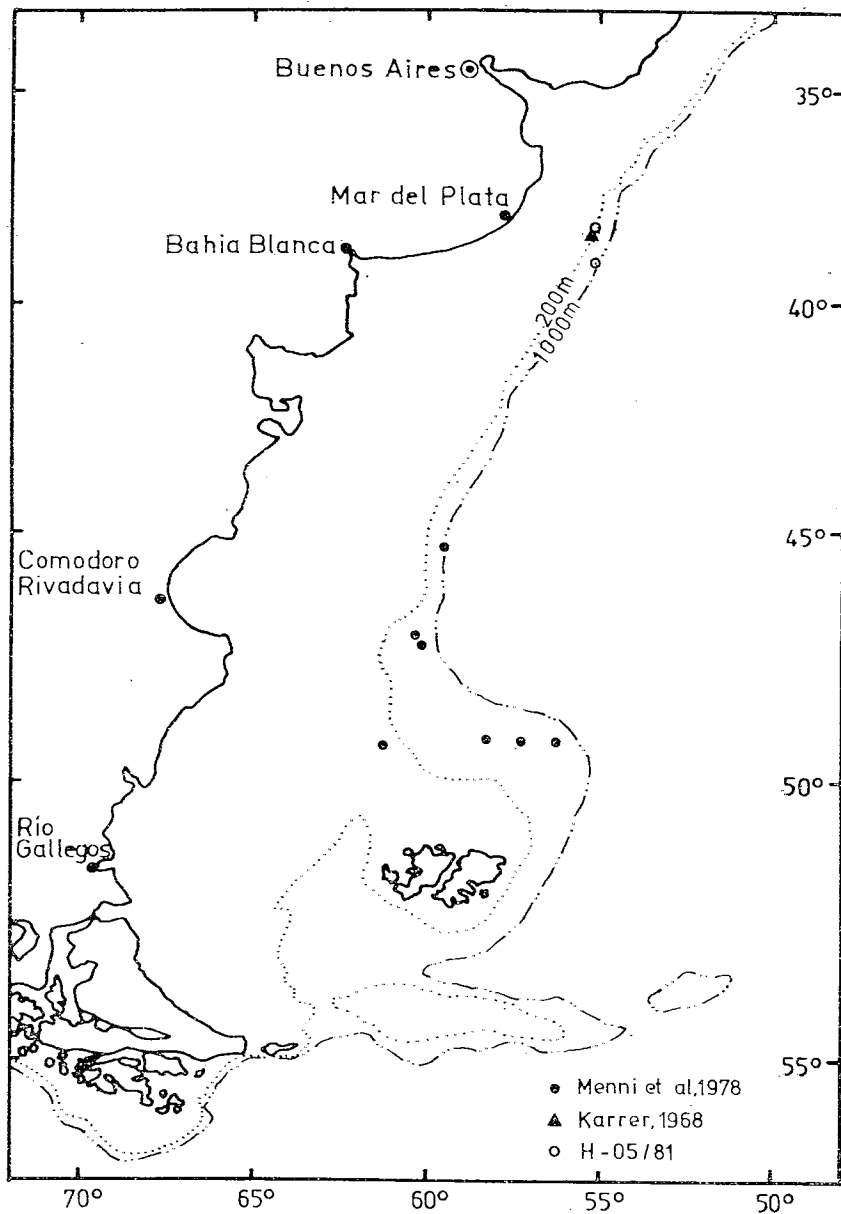 Buenos Aires
35°
Mar del Plata
Bahia Blanca
200m
1000m
40°
45°
Comodoro
Rivadavia
50°
Río
Gallegos
55°
Menni et al,1978
Karrer,1968
H-05/81
70°
65°
60°
55°
50°